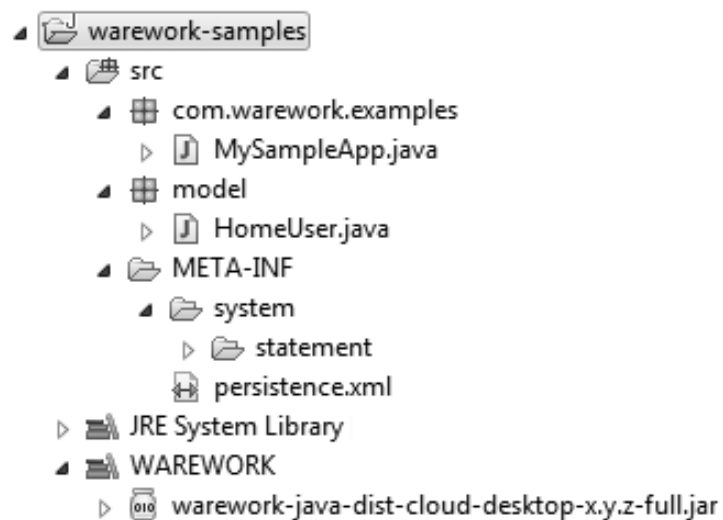 warework-samples
src
com.warework.examples
MySampleApp.java
model
HomeUser.java
META-INF
system
statement
persistence.xml
JRE System Library
WAREWORK
warework-java-dist-cloud-desktop-x.y.z-full.jar